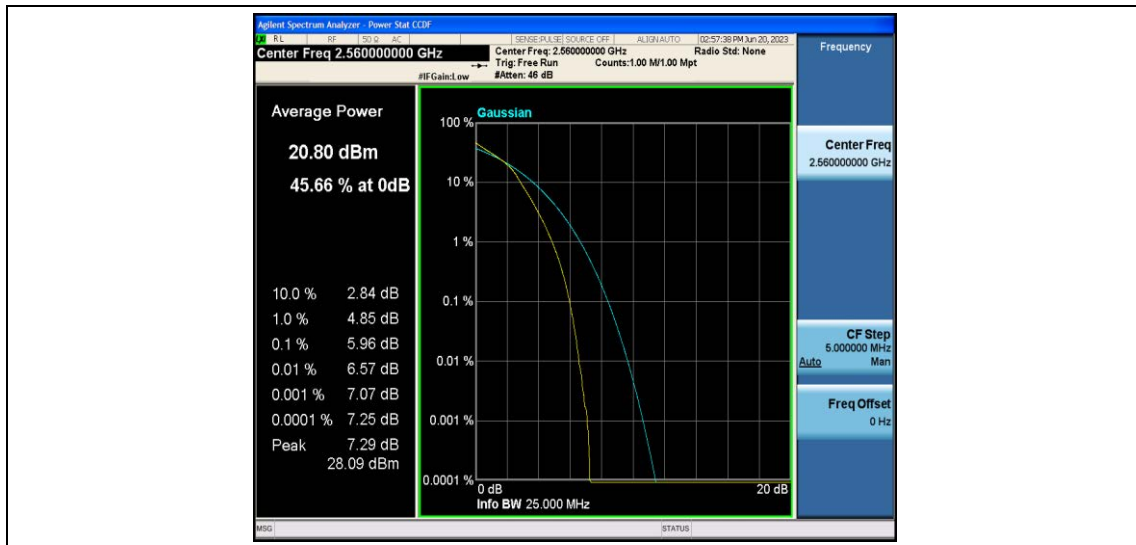 Agilent Spectrum Analyzer - Power Stat CCDF
RL RF 50 Ω AC SENSE:PULSE SOURCE OFF ALIGN AUTO 02:57:38 PM Jun 20, 2023
Center Freq 2.560000000 GHz
Center Freq: 2.560000000 GHz Radio Std: None
Trig: Free Run Counts:1.00 M/1.00 Mpt
#IFGain:Low #Atten: 46 dB
Frequency
Average Power
20.80 dBm
45.66 % at 0dB
10.0 % 2.84 dB
1.0 % 4.85 dB
0.1 % 5.96 dB
0.01 % 6.57 dB
0.001 % 7.07 dB
0.0001 % 7.25 dB
Peak 7.29 dB
28.09 dBm
Gaussian
100 %
10 %
1 %
0.1 %
0.01 %
0.001 %
0.0001 %
0 dB 20 dB
Info BW 25.000 MHz
Center Freq
2.560000000 GHz
CF Step
5.000000 MHz
Auto Man
Freq Offset
0 Hz
MSG STATUS